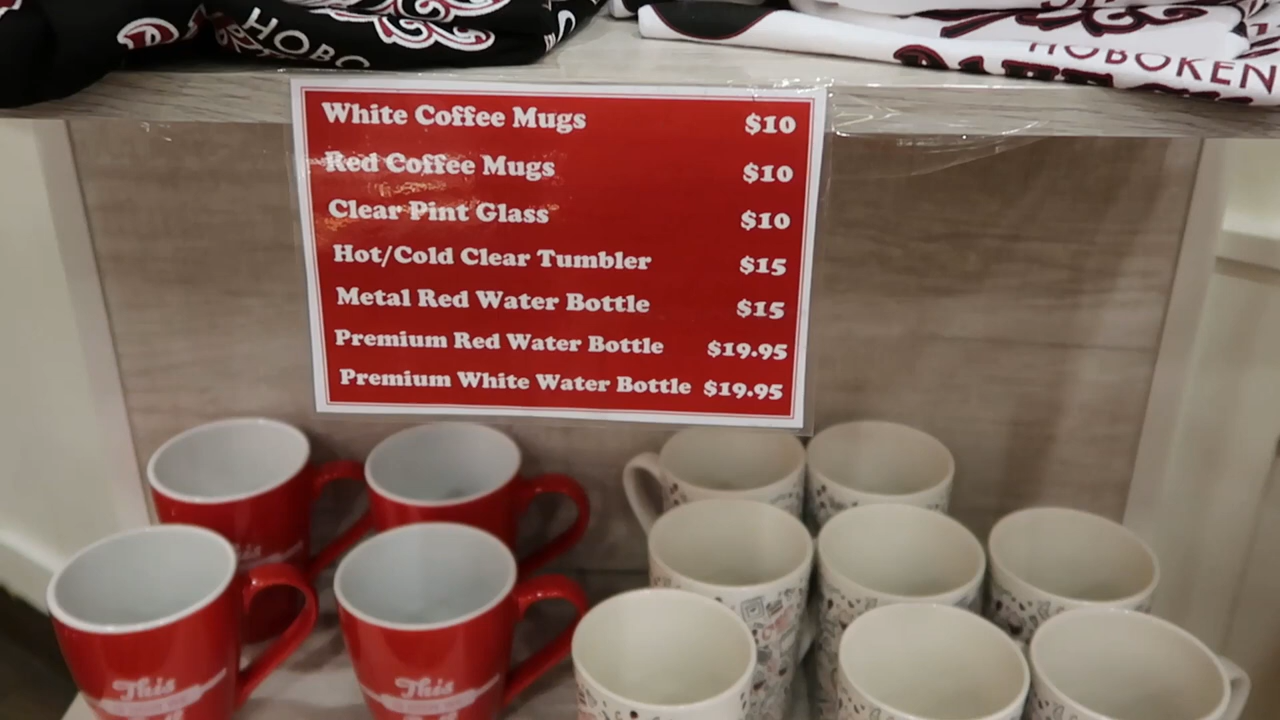 HOBO
HOBOKEN
White Coffee Mugs $10
Red Coffee Mugs $10
Clear Pint Glass $10
Hot/Cold Clear Tumbler $15
Metal Red Water Bottle $15
Premium Red Water Bottle $19.95
Premium White Water Bottle $19.95
This
This